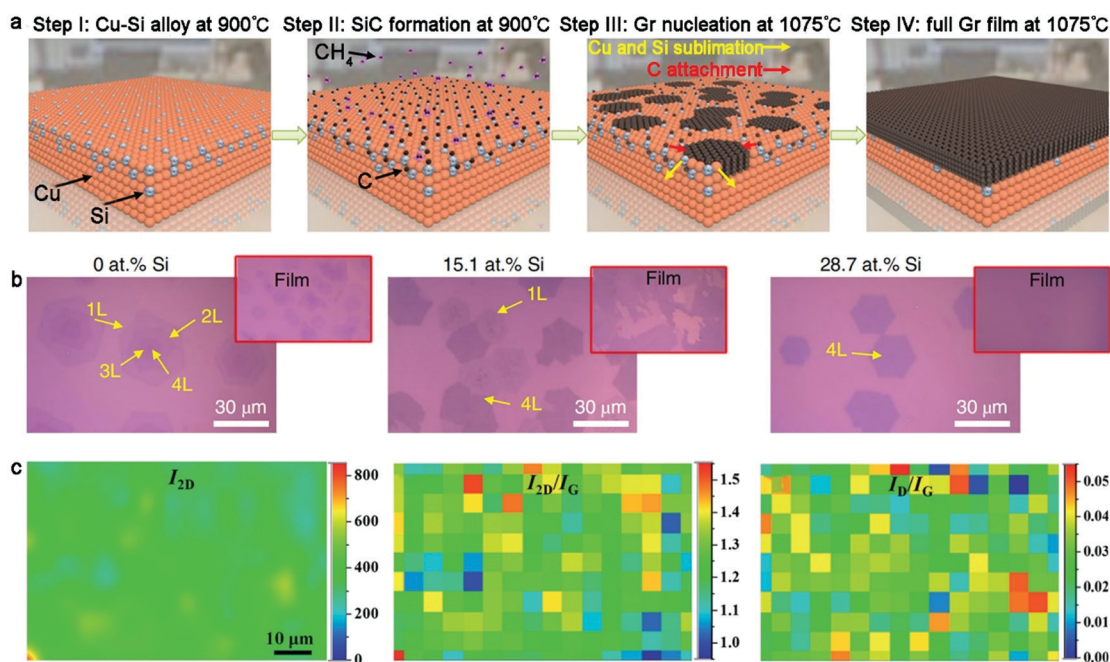 a Step I: Cu-Si alloy at 900℃ Step II: SiC formation at 900℃ Step III: Gr nucleation at 1075℃ Step IV: full Gr film at 1075℃
CH₄
Cu and Si sublimation
C attachment
Cu
Si
C
b 0 at.% Si 15.1 at.% Si 28.7 at.% Si
Film Film Film
1L 2L 3L 4L
30 μm
1L
4L
30 μm
4L
30 μm
c I₂D I₂D/I_G I_D/I_G
800
600
400
200
0
10 μm
1.5
1.4
1.3
1.2
1.1
1.0
0.05
0.04
0.03
0.02
0.01
0.00